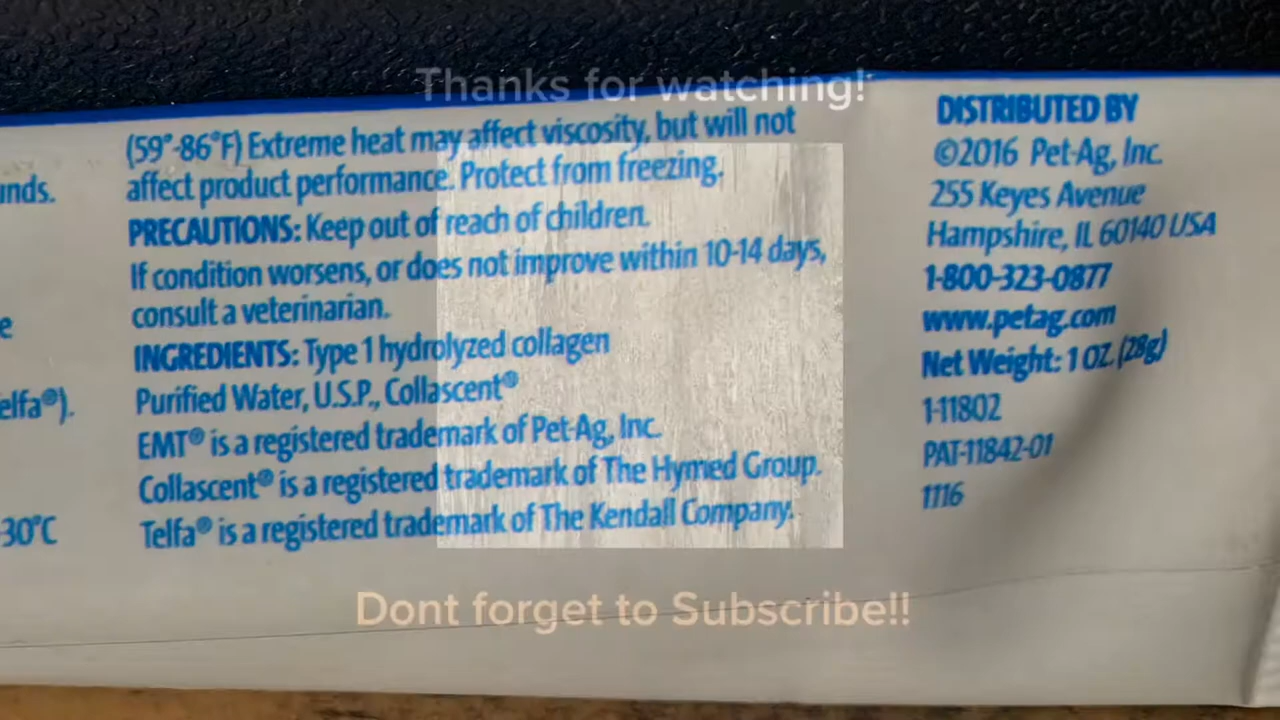 Thanks for watching!
unds.
e
elfa®).
30°C
(59°-86°F) Extreme heat may affect viscosity, but will not
affect product performance. Protect from freezing.
PRECAUTIONS: Keep out of reach of children.
If condition worsens, or does not improve within 10-14 days,
consult a veterinarian.
INGREDIENTS: Type 1 hydrolyzed collagen
Purified Water, U.S.P., Collascent®
EMT® is a registered trademark of Pet-Ag, Inc.
Collascent® is a registered trademark of The Hymed Group.
Telfa® is a registered trademark of The Kendall Company.
DISTRIBUTED BY
©2016 Pet-Ag, Inc.
255 Keyes Avenue
Hampshire, IL 60140 USA
1-800-323-0877
www.petag.com
Net Weight: 1 OZ. (28g)
1-11802
PAT-11842-01
1116
Dont forget to Subscribe!!